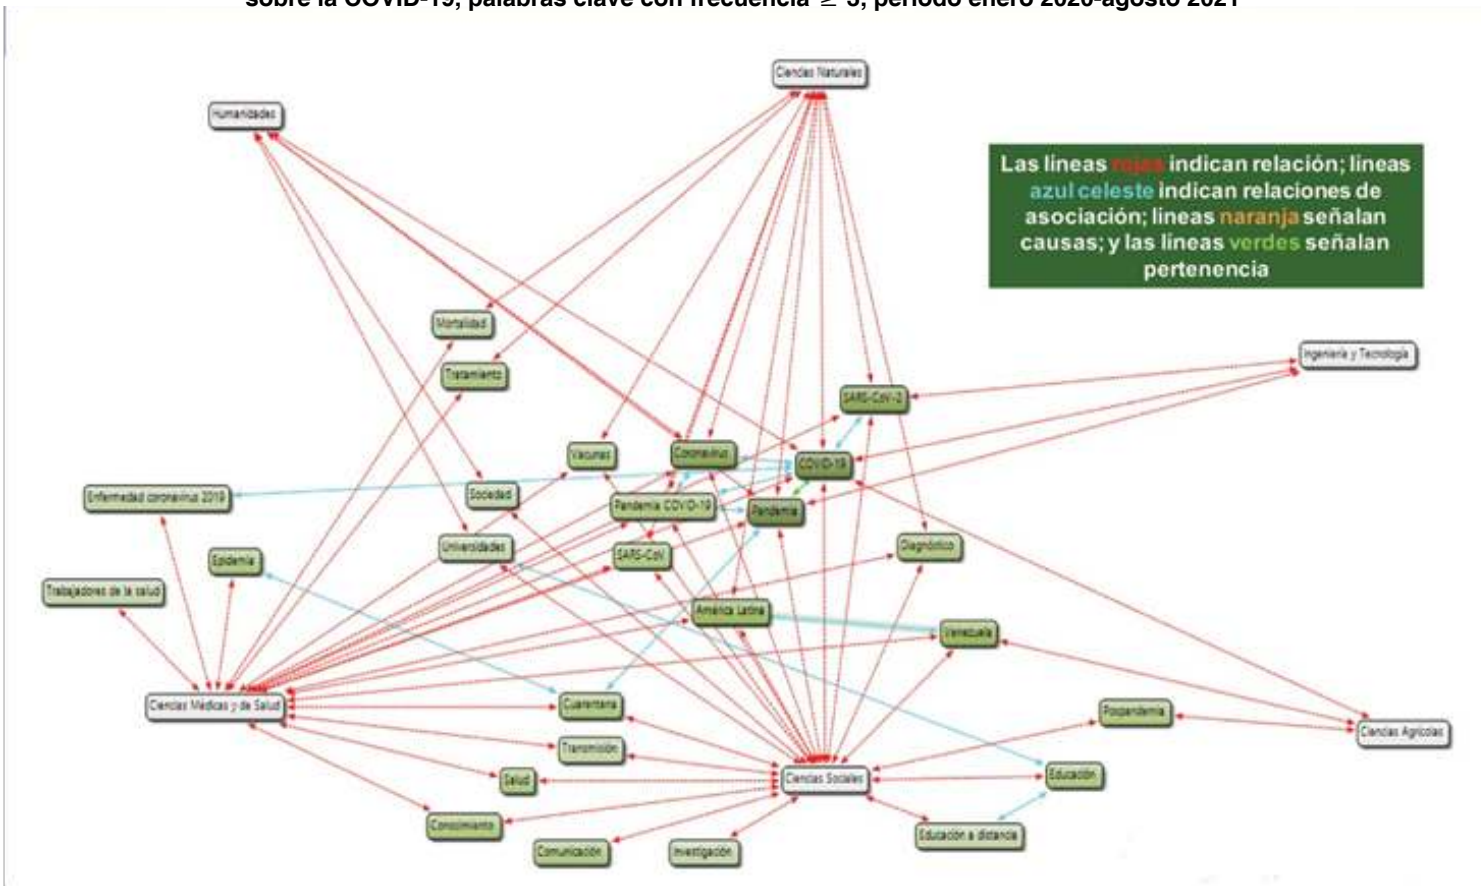 sobre la COVID-19, palabras clave con frecuencia ≥ 5, período enero 2020-agosto 2021
Ciencias Naturales
Humanidades
Las líneas rojas indican relación; líneas
azul celeste indican relaciones de
asociación; líneas naranja señalan
causas; y las líneas verdes señalan
pertenencia
Mortalidad
Ingeniería y Tecnología
Tratamiento
SARS-CoV-2
Vacunas
Coronavirus
COVID-19
Enfermedad coronavirus 2019
Sociedad
Pandemia COVID-19
Pandemia
Universidades
Diagnóstico
SARS-CoV
Epidemia
Trabajadores de la salud
América Latina
Venezuela
Ciencias Médicas y de Salud
Cuarentena
Pospandemia
Ciencias Agrícolas
Transmisión
Salud
Ciencias Sociales
Educación
Conocimiento
Educación a distancia
Comunicación
Investigación